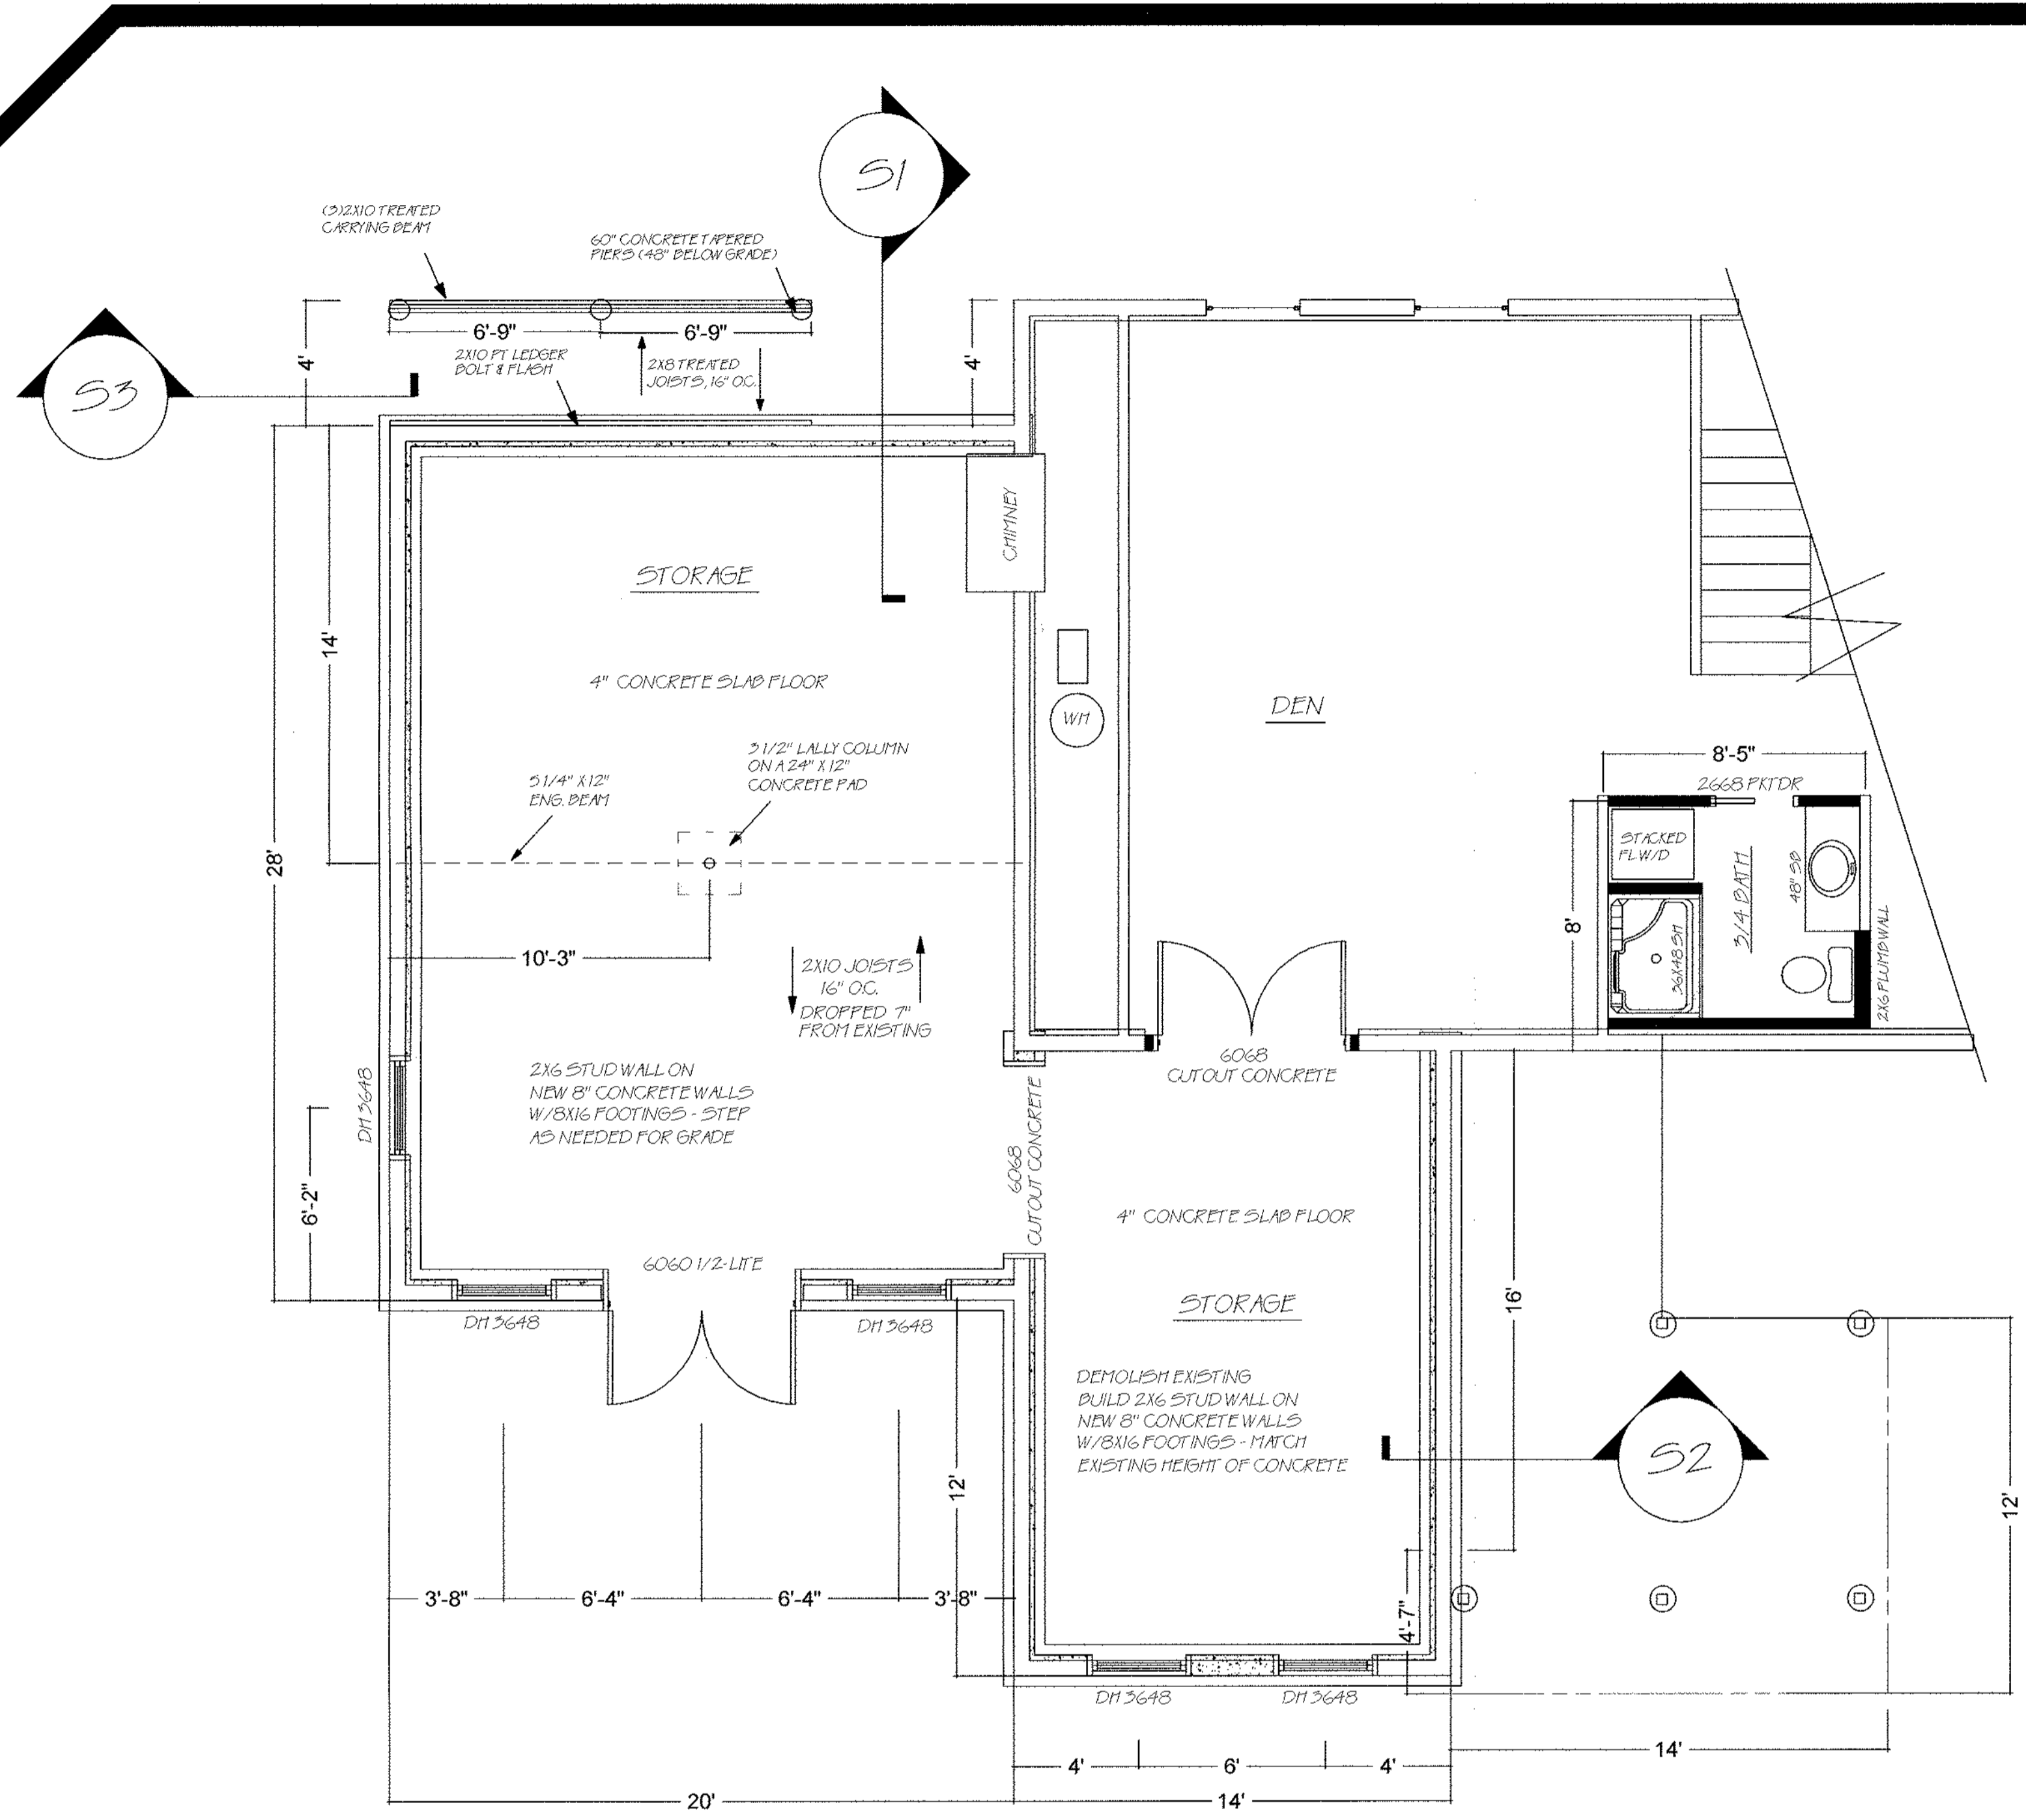 S1
(3)2X10 TREATED
CARRYING BEAM
60" CONCRETE TAPERED
PIERS (48" BELOW GRADE)
6'-9"
6'-9"
4'
2X10 PT LEDGER
BOLT & FLASH
2X8 TREATED
JOISTS, 16" O.C.
4'
S3
CHIMNEY
STORAGE
14'
4" CONCRETE SLAB FLOOR
DEN
WH
3 1/2" LALLY COLUMN
ON A 24" X 12"
CONCRETE PAD
5 1/4" X 12"
ENG. BEAM
8'-5"
2668 PKT DR
STACKED
FL W/D
3/4 BATH
48" SB
28'
8'
36X48 SH
2X6 PLUMB WALL
10'-3"
2X10 JOISTS
16" O.C.
DROPPED 7"
FROM EXISTING
6068
CUTOUT CONCRETE
2X6 STUD WALL ON
NEW 8" CONCRETE WALLS
W/8X16 FOOTINGS - STEP
AS NEEDED FOR GRADE
DH 3648
6068
CUTOUT CONCRETE
6'-2"
4" CONCRETE SLAB FLOOR
6060 1/2-LITE
DH 3648
DH 3648
STORAGE
16'
DEMOLISH EXISTING
BUILD 2X6 STUD WALL ON
NEW 8" CONCRETE WALLS
W/8X16 FOOTINGS - MATCH
EXISTING HEIGHT OF CONCRETE
S2
12'
12'
3'-8"
6'-4"
6'-4"
3'-8"
4'-7"
DH 3648
DH 3648
4'
6'
4'
14'
20'
14'